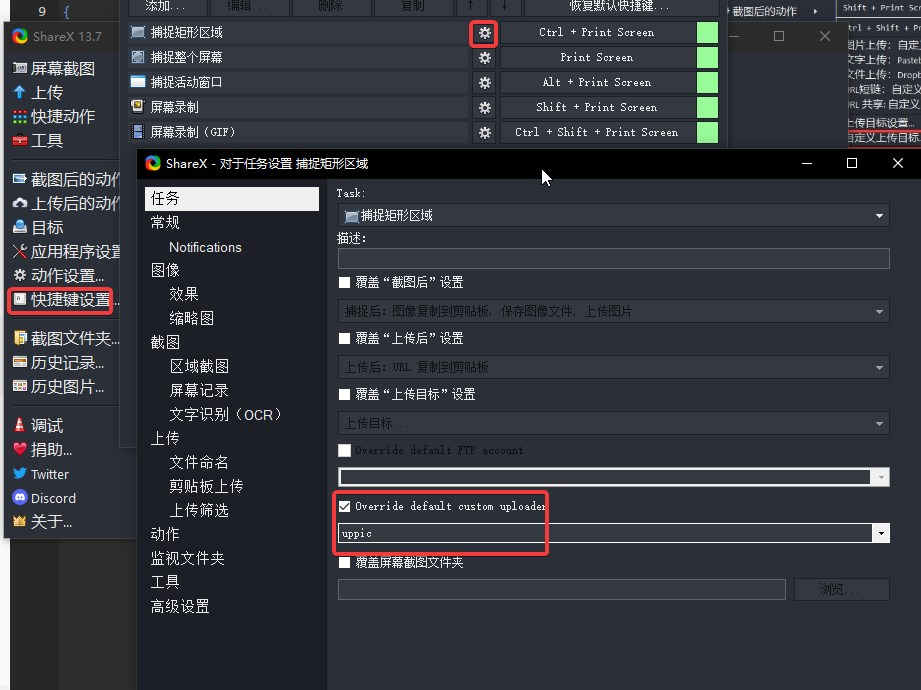 9 {
添加... 编辑... 删除 复制 ↑ ↓ 恢复默认快捷键...
截图后的动作
Shift + Print Scr
ShareX 13.7
捕捉矩形区域 Ctrl + Print Screen
捕捉整个屏幕 Print Screen
捕捉活动窗口 Alt + Print Screen
屏幕录制 Shift + Print Screen
屏幕录制 (GIF) Ctrl + Shift + Print Screen
trl + Shift + Pr
图片上传: 自定
文字上传: Pasteb
文件上传: Dropb
URL短链: 自定义
URL 共享: 自定
上传目标设置...
自定义上传目标
屏幕截图
上传
快捷动作
工具
截图后的动作
上传后的动作
目标
应用程序设置
动作设置...
快捷键设置...
截图文件夹...
历史记录...
历史图片...
调试
捐助...
Twitter
Discord
关于...
ShareX - 对于任务设置 捕捉矩形区域
任务
常规
Notifications
图像
效果
缩略图
截图
区域截图
屏幕记录
文字识别（OCR）
上传
文件命名
剪贴板上传
上传筛选
动作
监视文件夹
工具
高级设置
Task:
捕捉矩形区域
描述:
覆盖“截图后”设置
捕捉后: 图像复制到剪贴板, 保存图像文件, 上传图片
覆盖“上传后”设置
上传后: URL 复制到剪贴板
覆盖“上传目标”设置
上传目标...
Override default FTP account
Override default custom uploader
uppic
覆盖屏幕截图文件夹
浏览...